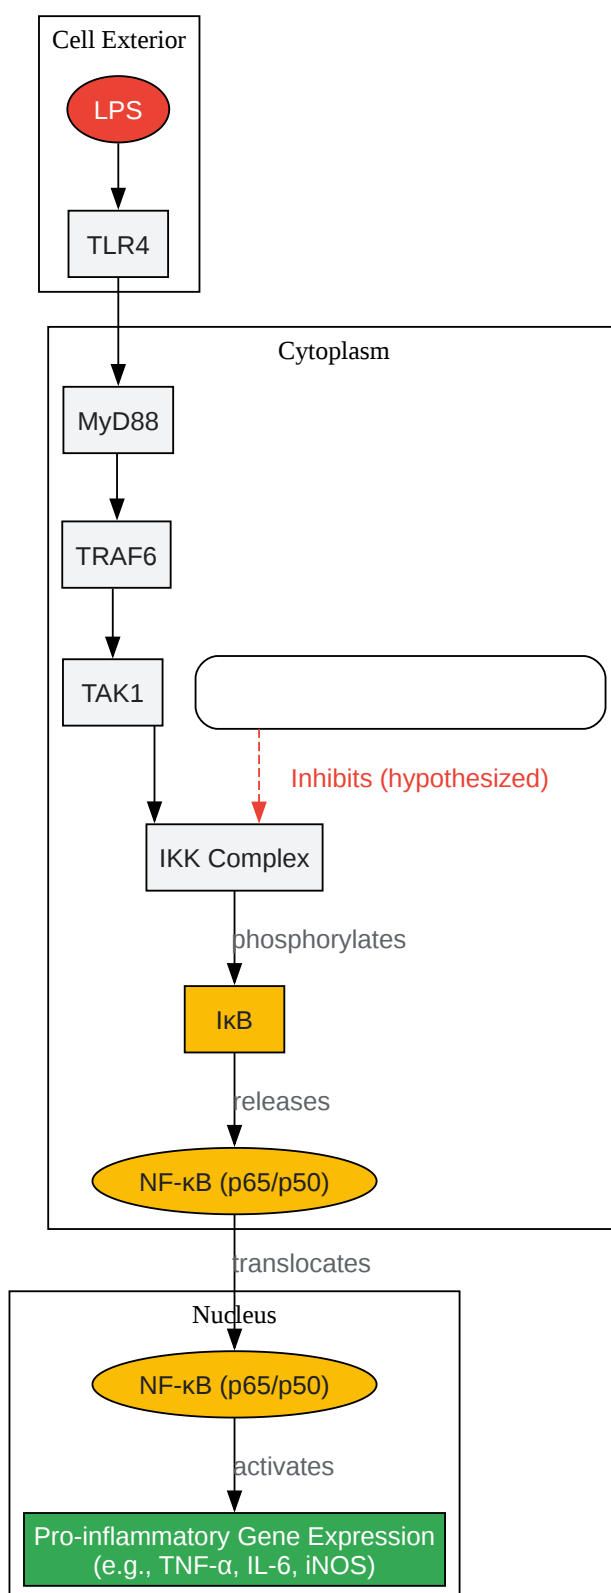 Cell Exterior
LPS
TLR4
Cytoplasm
MyD88
TRAF6
TAK1
Inhibits (hypothesized)
IKK Complex
phosphorylates
IκB
releases
NF-κB (p65/p50)
translocates
Nucleus
NF-κB (p65/p50)
activates
Pro-inflammatory Gene Expression
(e.g., TNF-α, IL-6, iNOS)